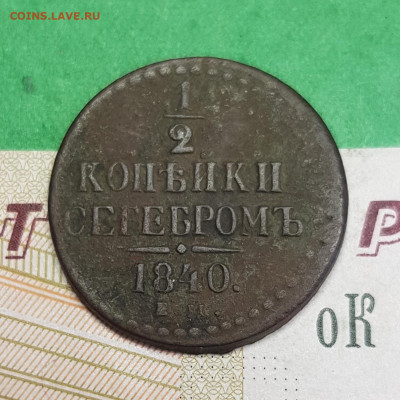 COINS.LAVE.RU
1
2
КОПѢЙКИ
СЕРЕБРОМЪ
1840.
Т
Р
оК